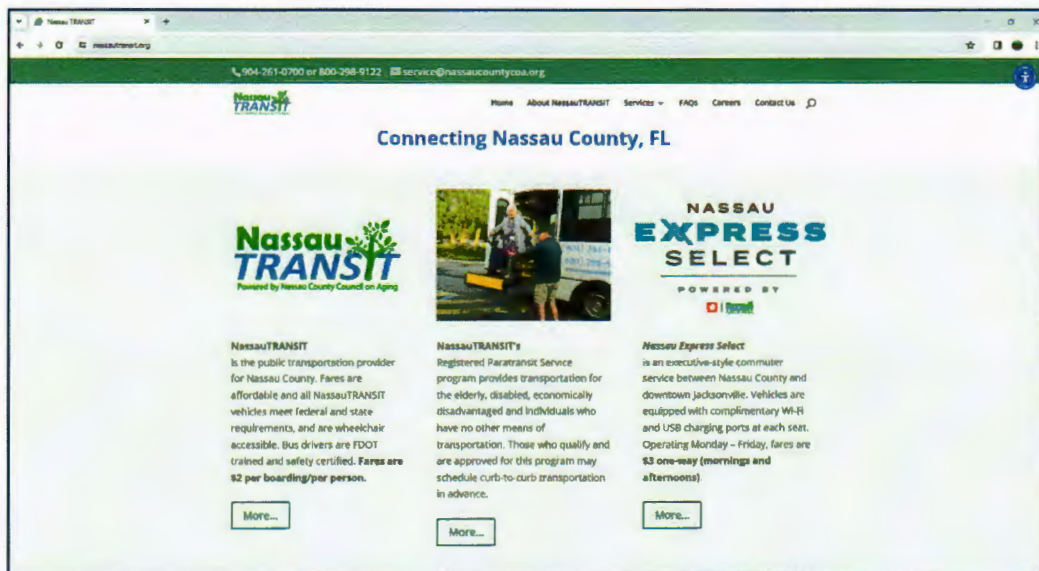 Nassau TRANSIT
nassautransit.org
904-261-0700 or 800-298-9122 service@nassaucountycoa.org
Nassau
TRANSIT
Home About NassauTRANSIT Services FAQs Careers Contact Us
Connecting Nassau County, FL
Nassau
TRANSIT
Powered by Nassau County Council on Aging
NASSAU
EXPRESS
SELECT
POWERED BY
NassauTRANSIT
is the public transportation provider
for Nassau County. Fares are
affordable and all NassauTRANSIT
vehicles meet federal and state
requirements, and are wheelchair
accessible. Bus drivers are FDOT
trained and safety certified. Fares are
$2 per boarding/per person.
More...
NassauTRANSIT's
Registered Paratransit Service
program provides transportation for
the elderly, disabled, economically
disadvantaged and individuals who
have no other means of
transportation. Those who qualify and
are approved for this program may
schedule curb-to-curb transportation
in advance.
More...
Nassau Express Select
is an executive-style commuter
service between Nassau County and
downtown Jacksonville. Vehicles are
equipped with complimentary Wi-Fi
and USB charging ports at each seat.
Operating Monday – Friday, fares are
$3 one-way (mornings and
afternoons)
More...